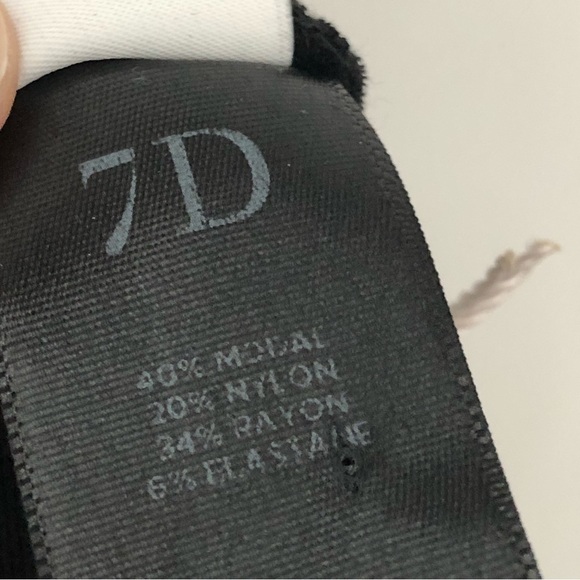 7D
40% MODAL
20% NYLON
34% RAYON
6% ELASTANE